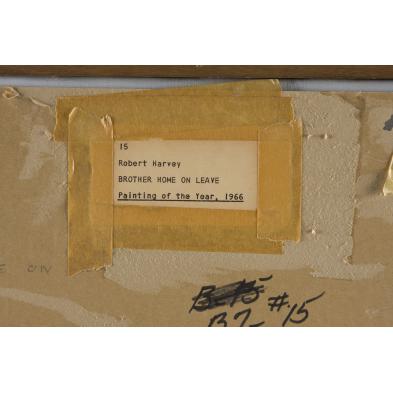 15
Robert Harvey
BROTHER HOME ON LEAVE
Painting of the Year, 1966
#15